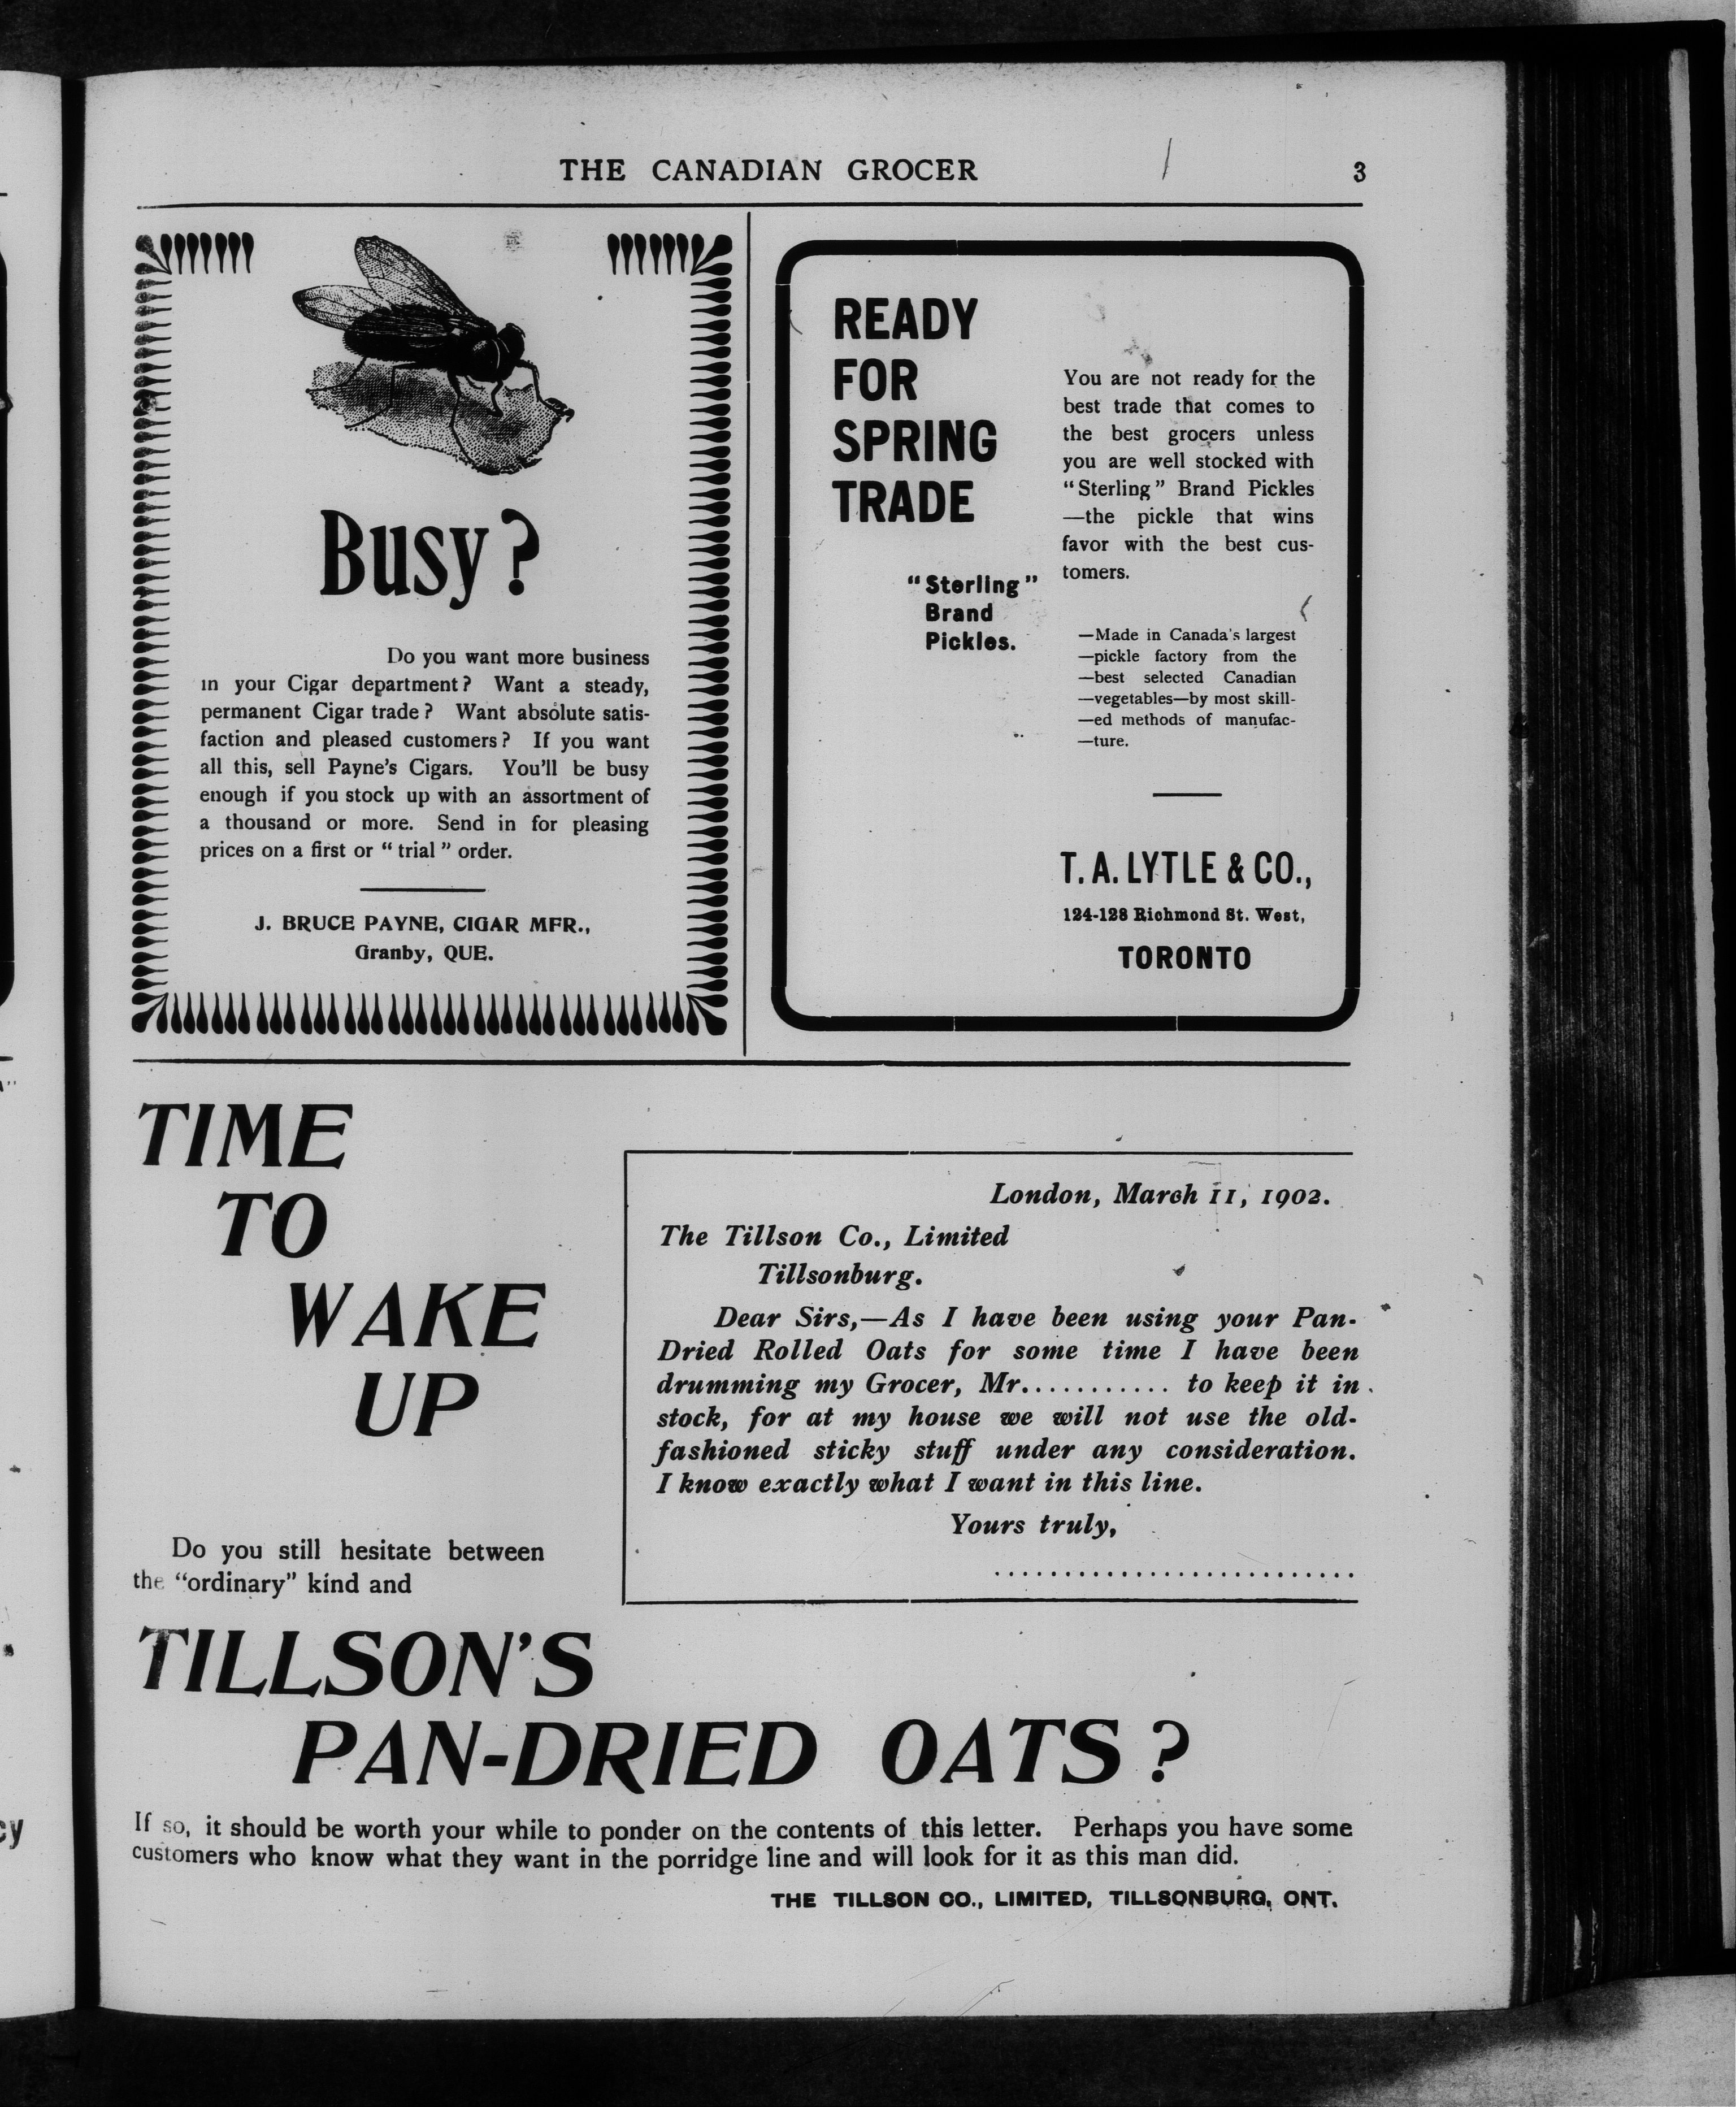 THE CANADIAN GROCER 3
Busy?
Do you want more business
in your Cigar department? Want a steady,
permanent Cigar trade? Want absolute satis-
faction and pleased customers? If you want
all this, sell Payne's Cigars. You'll be busy
enough if you stock up with an assortment of
a thousand or more. Send in for pleasing
prices on a first or "trial" order.
J. BRUCE PAYNE, CIGAR MFR.,
Granby, QUE.
READY
FOR
SPRING
TRADE
"Sterling"
Brand
Pickles.
You are not ready for the
best trade that comes to
the best grocers unless
you are well stocked with
"Sterling" Brand Pickles
—the pickle that wins
favor with the best cus-
tomers.
—Made in Canada's largest
—pickle factory from the
—best selected Canadian
—vegetables—by most skill-
—ed methods of manufac-
—ture.
T. A. LYTLE & CO.,
124-128 Richmond St. West,
TORONTO
TIME
TO
WAKE
UP
Do you still hesitate between
the "ordinary" kind and
London, March 11, 1902.
The Tillson Co., Limited
Tillsonburg.
Dear Sirs,—As I have been using your Pan-
Dried Rolled Oats for some time I have been
drumming my Grocer, Mr............ to keep it in
stock, for at my house we will not use the old-
fashioned sticky stuff under any consideration.
I know exactly what I want in this line.
Yours truly,
...........................
TILLSON'S
PAN-DRIED OATS?
If so, it should be worth your while to ponder on the contents of this letter. Perhaps you have some
customers who know what they want in the porridge line and will look for it as this man did.
THE TILLSON CO., LIMITED, TILLSONBURG, ONT.